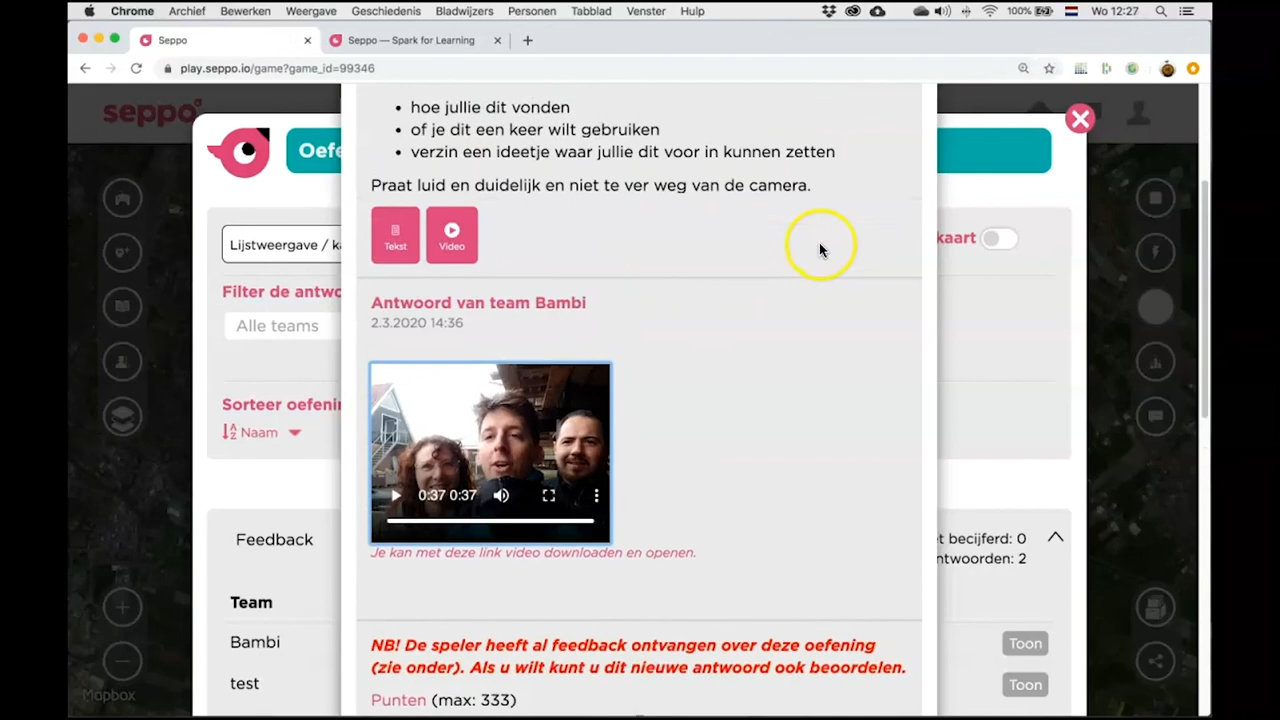 Chrome Archief Bewerken Weergave Geschiedenis Bladwijzers Personen Tabblad Venster Hulp 100% Wo 12:27
Seppo Seppo — Spark for Learning
play.seppo.io/game?game_id=99346
seppo
• hoe jullie dit vonden
• of je dit een keer wilt gebruiken
• verzin een ideetje waar jullie dit voor in kunnen zetten
Oefe
Praat luid en duidelijk en niet te ver weg van de camera.
Tekst Video
Lijstweergave / ka
kaart
Filter de antwo
Alle teams
Antwoord van team Bambi
2.3.2020 14:36
Sorteer oefenin
Naam
0:37 0:37
Je kan met deze link video downloaden en openen.
Feedback
t becijferd: 0
ntwoorden: 2
Team
Bambi Toon
test Toon
NB! De speler heeft al feedback ontvangen over deze oefening
(zie onder). Als u wilt kunt u dit nieuwe antwoord ook beoordelen.
Punten (max: 333)
Mapbox